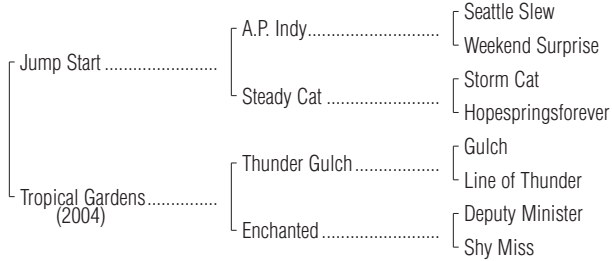 Seattle Slew
A.P. Indy
Weekend Surprise
Jump Start
Storm Cat
Steady Cat
Hopespringsforever
Gulch
Thunder Gulch
Line of Thunder
Tropical Gardens
(2004)
Deputy Minister
Enchanted
Shy Miss